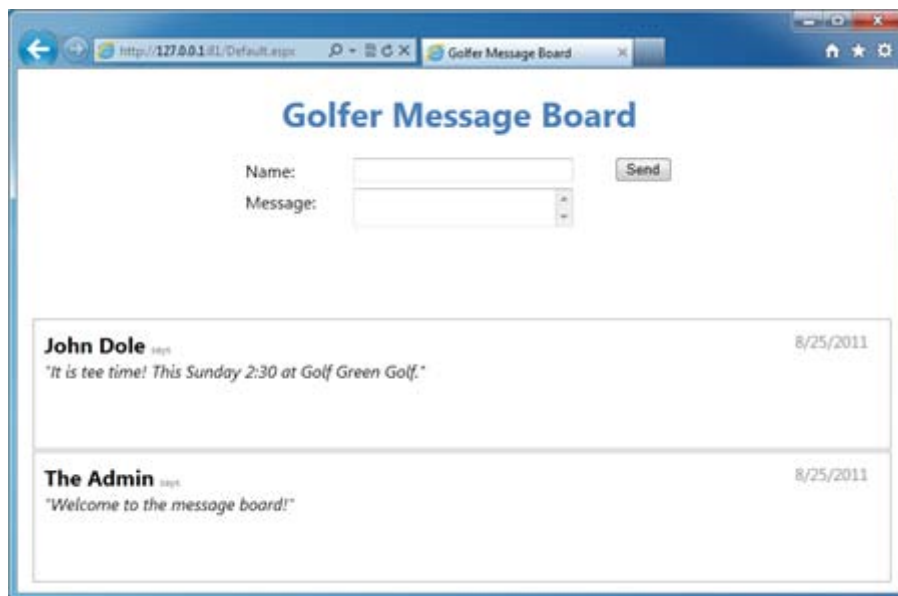 http://127.0.0.1:81/Default.aspx
Golfer Message Board
Golfer Message Board
Name:
Send
Message:
John Dole says
8/25/2011
"It is tee time! This Sunday 2:30 at Golf Green Golf."
The Admin says
8/25/2011
"Welcome to the message board!"